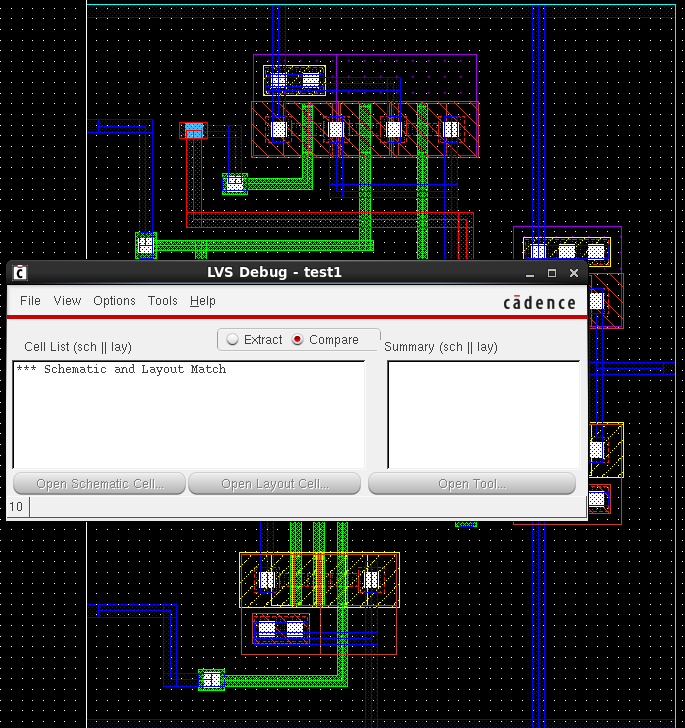 LVS Debug - test1
File View Options Tools Help
cādence
Cell List (sch || lay)
Extract Compare
Summary (sch || lay)
*** Schematic and Layout Match
Open Schematic Cell...
Open Layout Cell...
Open Tool...
10